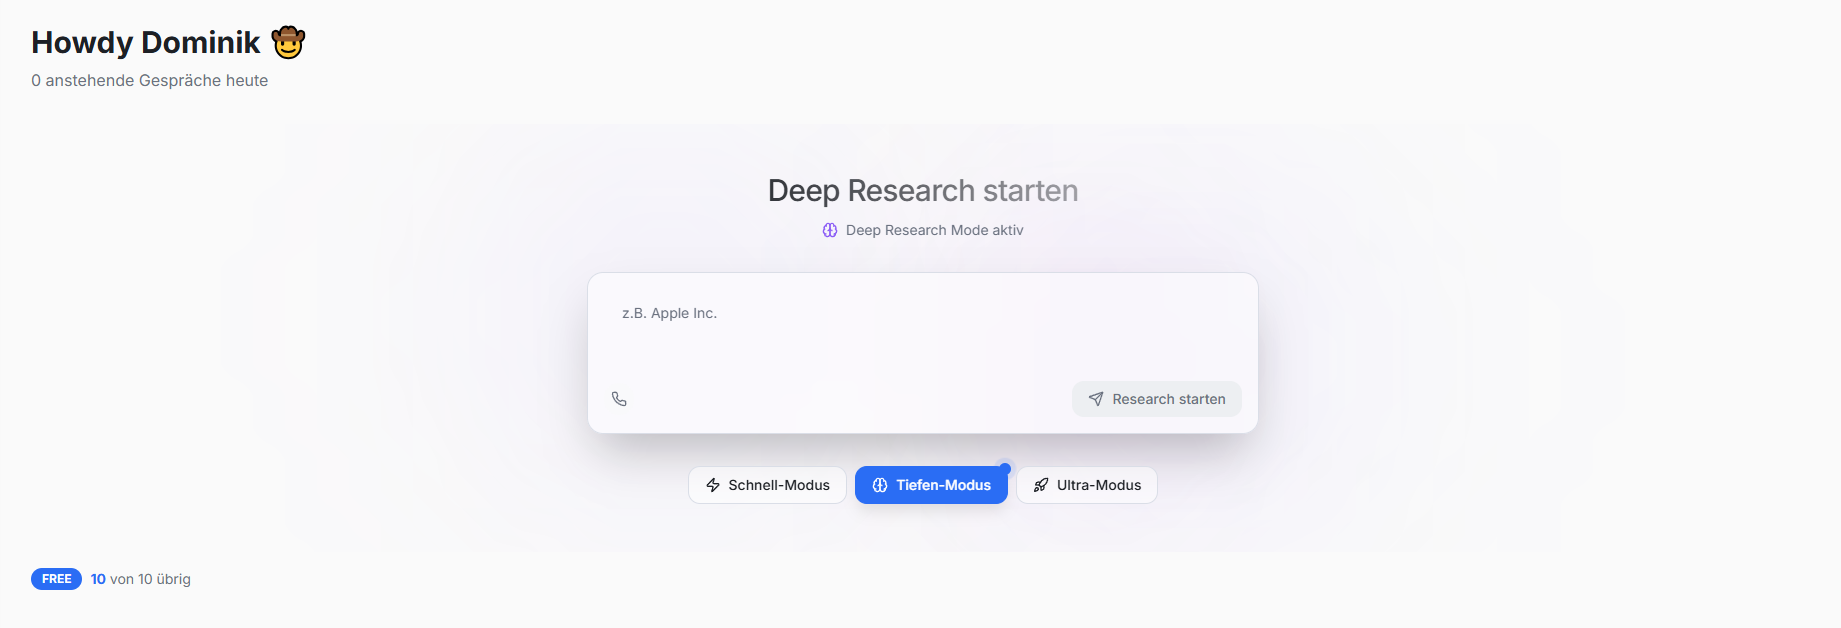 Howdy Dominik 🤠
0 anstehende Gespräche heute
Deep Research starten
Deep Research Mode aktiv
z.B. Apple Inc.
Research starten
Schnell-Modus
Tiefen-Modus
Ultra-Modus
FREE 10 von 10 übrig